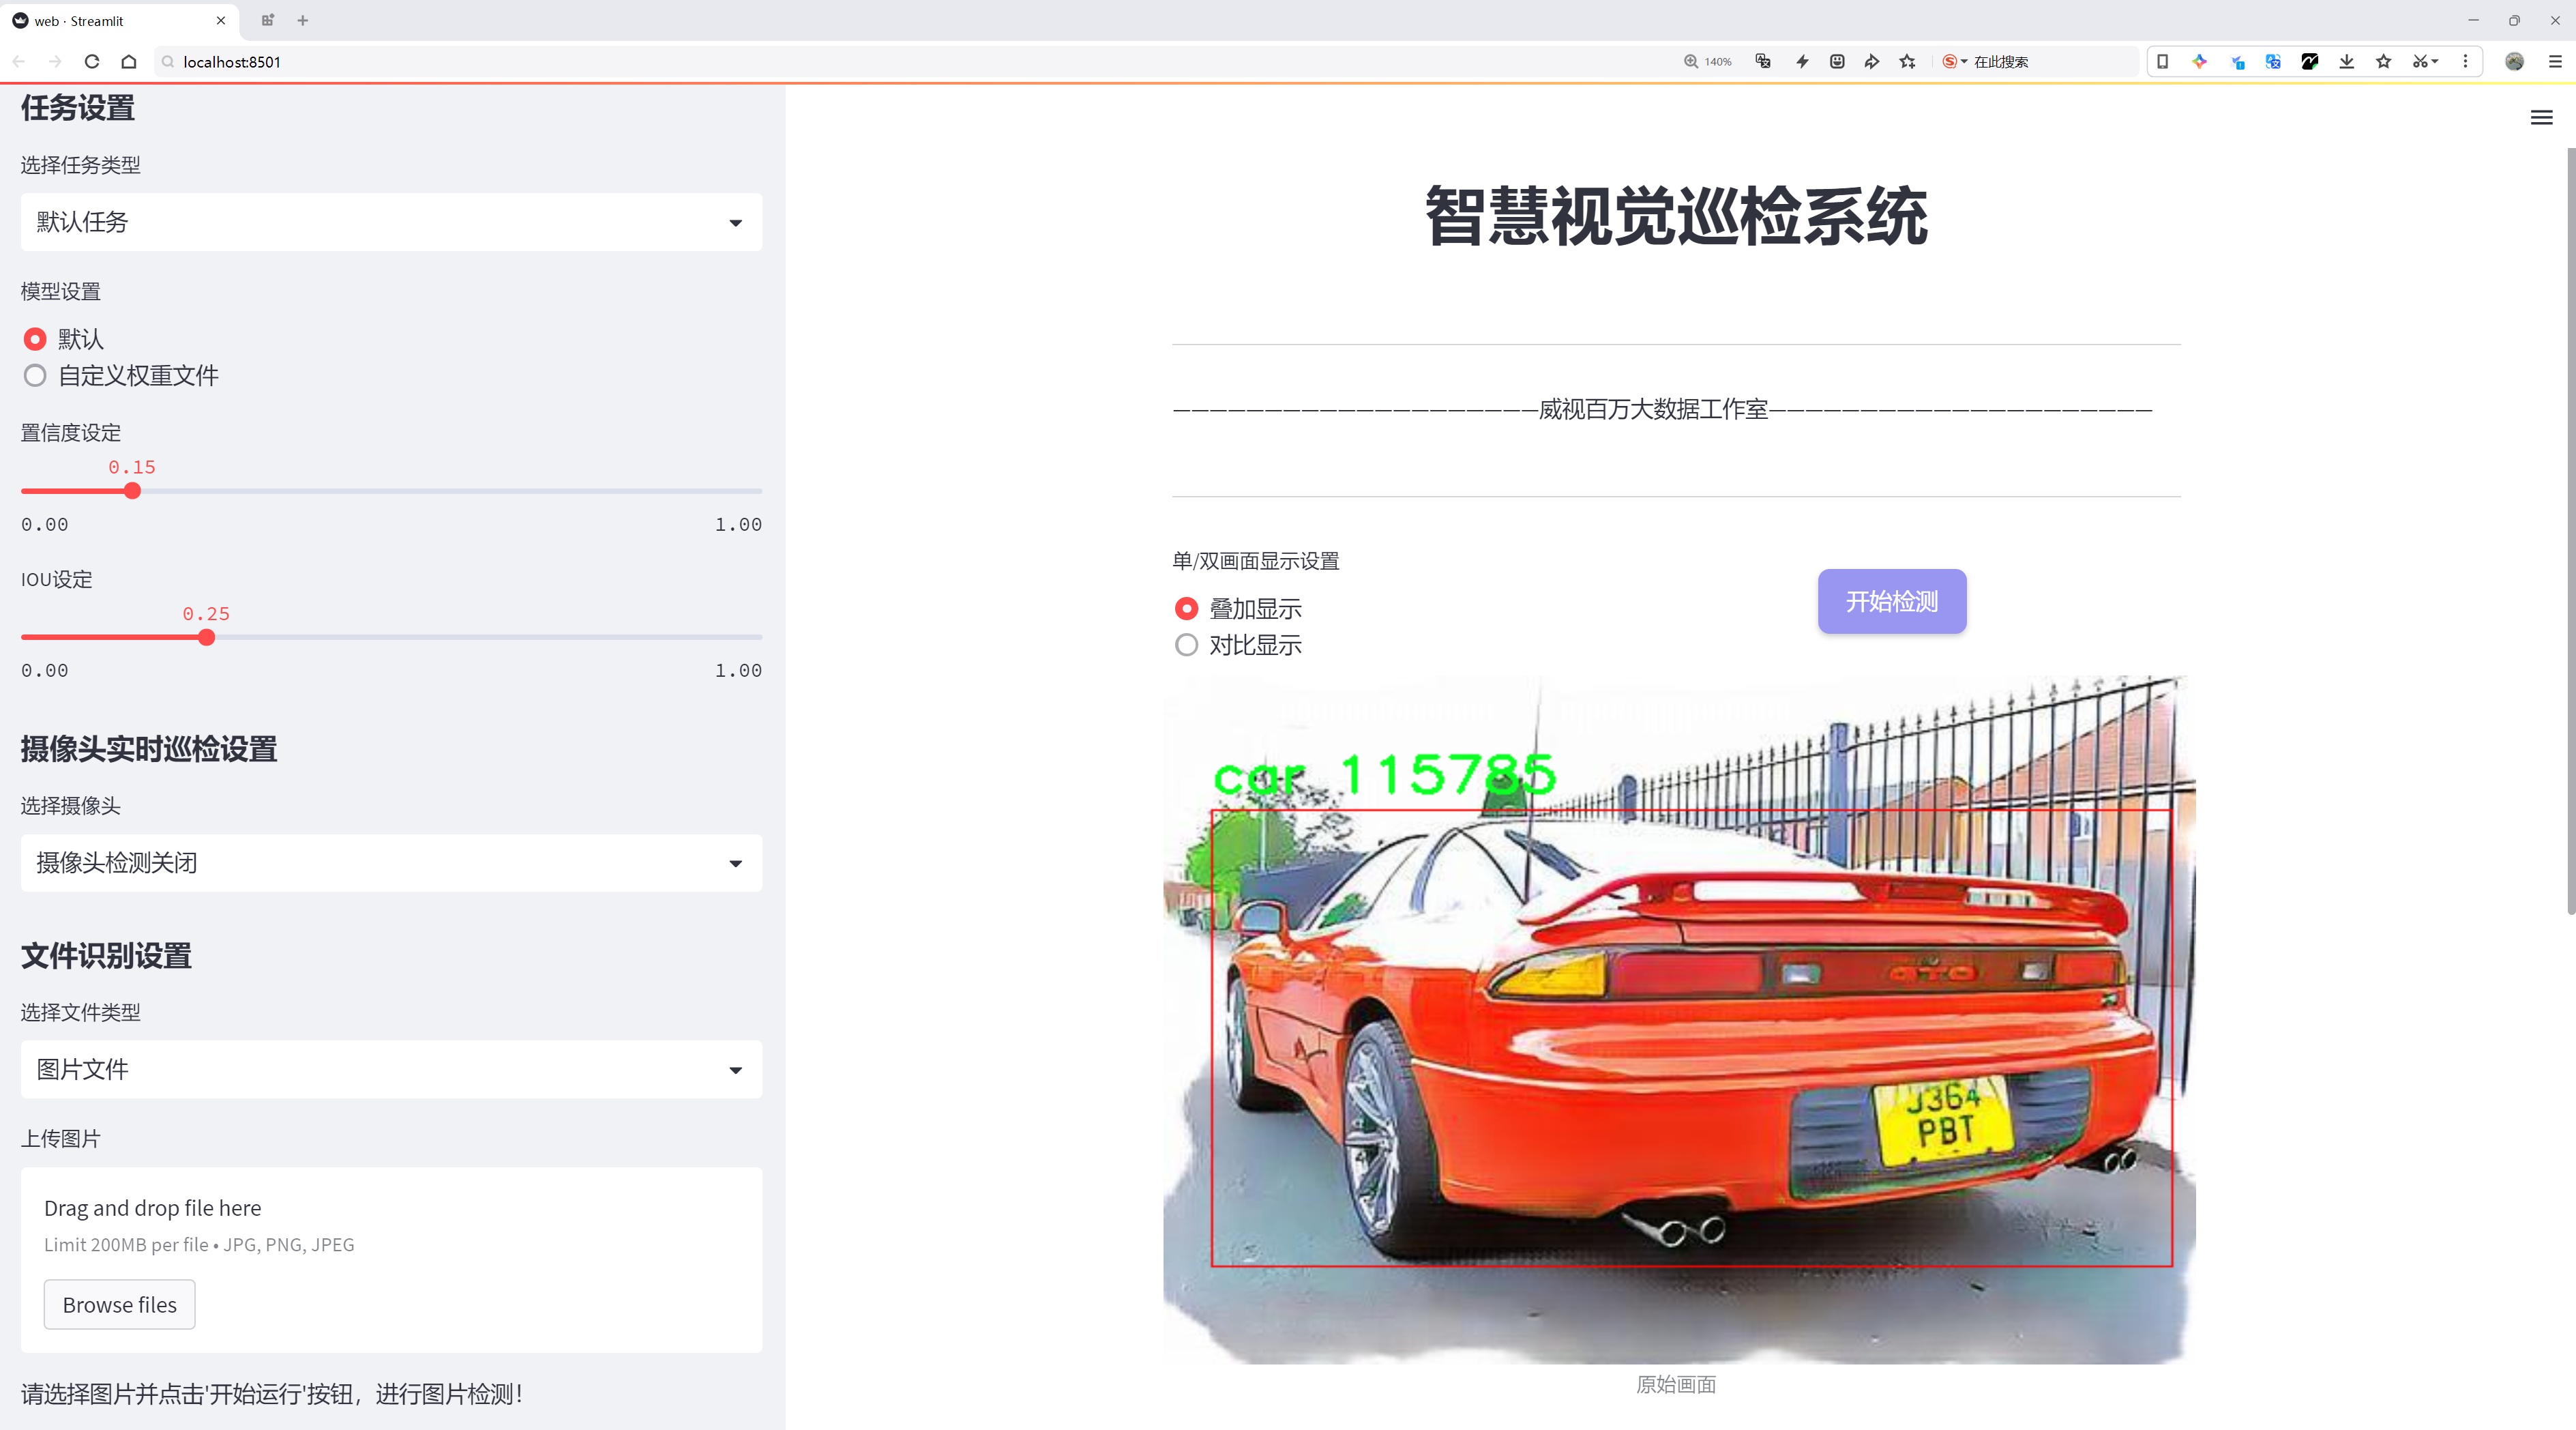 web · Streamlit
localhost:8501
140%
在此搜索
任务设置
选择任务类型
默认任务
模型设置
默认
自定义权重文件
置信度设定
0.15
0.00
1.00
IOU设定
0.25
0.00
1.00
摄像头实时巡检设置
选择摄像头
摄像头检测关闭
文件识别设置
选择文件类型
图片文件
上传图片
Drag and drop file here
Limit 200MB per file • JPG, PNG, JPEG
Browse files
请选择图片并点击'开始运行'按钮，进行图片检测！
智慧视觉巡检系统
————————————————————威视百万大数据工作室—————————————————————
单/双画面显示设置
叠加显示
对比显示
开始检测
car 115785
GTO
J364
PBT
原始画面